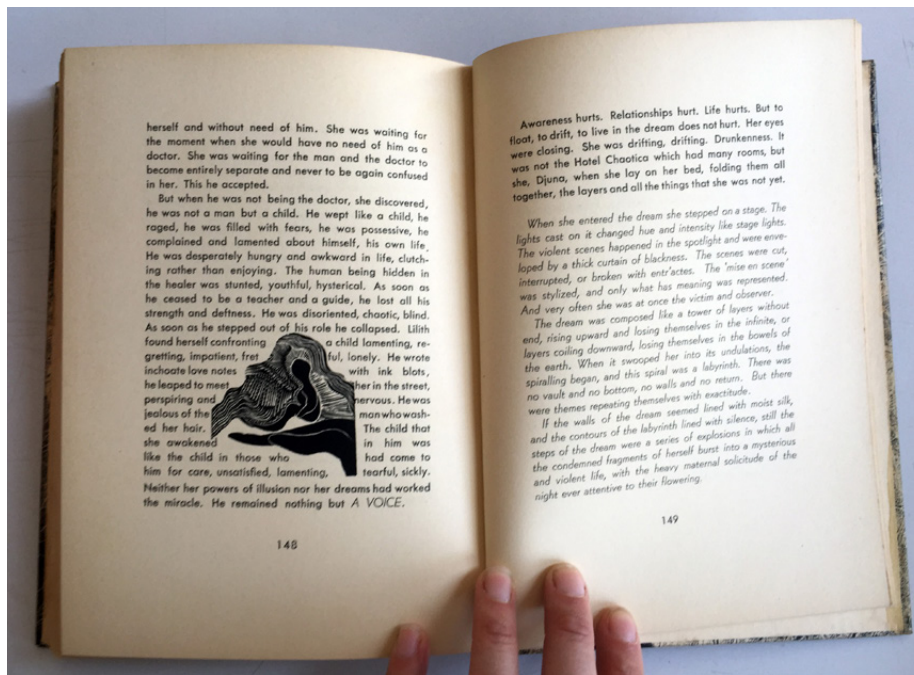 herself and without need of him. She was waiting for
the moment when she would have no need of him as a
doctor. She was waiting for the man and the doctor to
become entirely separate and never to be again confused
in her. This he accepted.
But when he was not being the doctor, she discovered,
he was not a man but a child. He wept like a child, he
raged, he was filled with fears, he was possessive, he
complained and lamented about himself, his own life.
He was desperately hungry and awkward in life, clutch-
ing rather than enjoying. The human being hidden in
the healer was stunted, youthful, hysterical. As soon as
he ceased to be a teacher and a guide, he lost all his
strength and deftness. He was disoriented, chaotic, blind.
As soon as he stepped out of his role he collapsed. Lilith
found herself confronting a child lamenting, re-
gretting, impatient, fretful, lonely. He wrote
inchoate love notes with ink blots,
he leaped to meet her in the street,
perspiring and nervous. He was
jealous of the man who wash-
ed her hair. The child that
she awakened in him was
like the child in those who had come to
him for care, unsatisfied, lamenting, tearful, sickly.
Neither her powers of illusion nor her dreams had worked
the miracle. He remained nothing but A VOICE.
148
Awareness hurts. Relationships hurt. Life hurts. But to
float, to drift, to live in the dream does not hurt. Her eyes
were closing. She was drifting, drifting. Drunkenness. It
was not the Hotel Chaotica which had many rooms, but
she, Djuna, when she lay on her bed, folding them all
together, the layers and all the things that she was not yet.
When she entered the dream she stepped on a stage. The
lights cast on it changed hue and intensity like stage lights.
The violent scenes happened in the spotlight and were enve-
loped by a thick curtain of blackness. The scenes were cut,
interrupted, or broken with entr'actes. The 'mise en scene'
was stylized, and only what has meaning was represented.
And very often she was at once the victim and observer.
The dream was composed like a tower of layers without
end, rising upward and losing themselves in the infinite, or
layers coiling downward, losing themselves in the bowels of
the earth. When it swooped her into its undulations, the
spiralling began, and this spiral was a labyrinth. There was
no vault and no bottom, no walls and no return. But there
were themes repeating themselves with exactitude.
If the walls of the dream seemed lined with moist silk,
and the contours of the labyrinth lined with silence, still the
steps of the dream were a series of explosions in which all
the condemned fragments of herself burst into a mysterious
and violent life, with the heavy maternal solicitude of the
night ever attentive to their flowering.
149